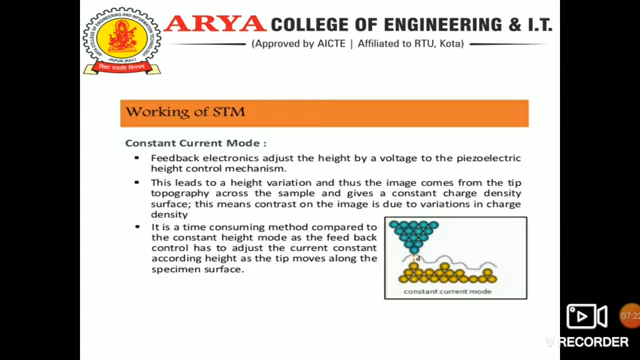 ARYA COLLEGE OF ENGINEERING & I.T.
(Approved by AICTE | Affiliated to RTU, Kota)
Working of STM
Constant Current Mode :
Feedback electronics adjust the height by a voltage to the piezoelectric
height control mechanism.
This leads to a height variation and thus the image comes from the tip
topography across the sample and gives a constant charge density
surface; this means contrast on the image is due to variations in charge
density
It is a time consuming method compared to
the constant height mode as the feed back
control has to adjust the current constant
according height as the tip moves along the
specimen surface.
constant current mode
07:22
V RECORDER